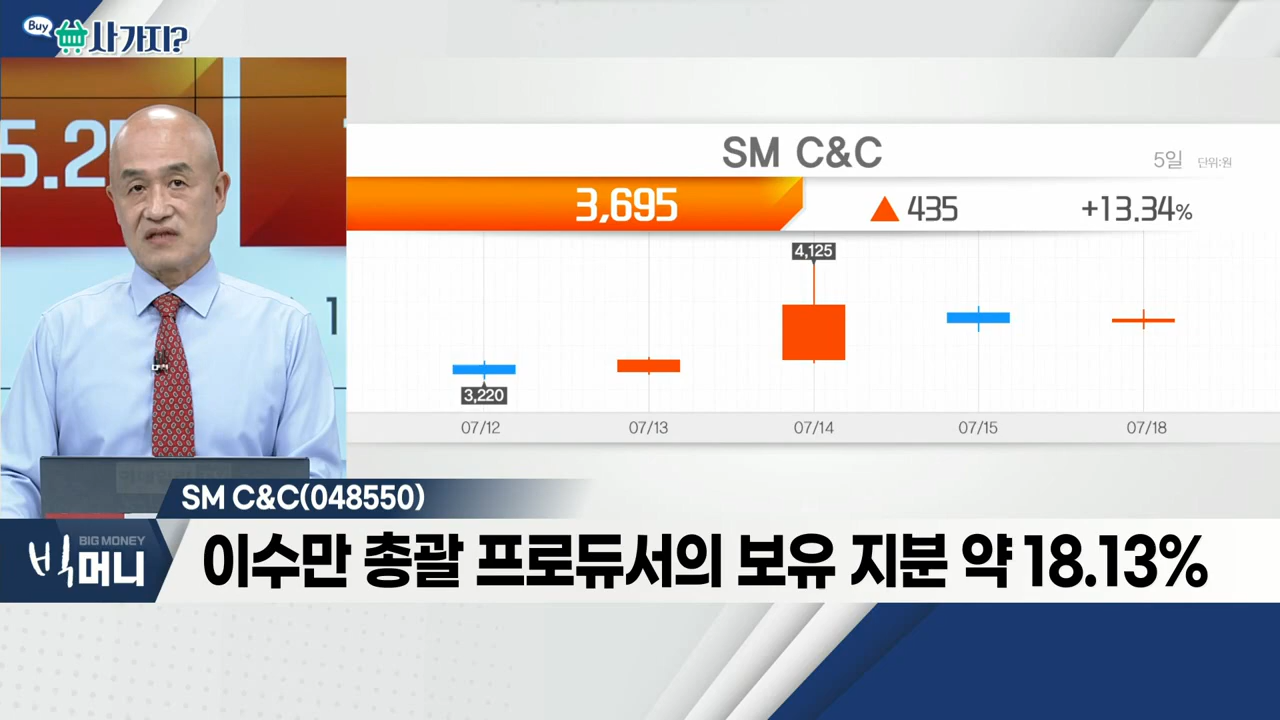 Buy
사가지?
5.2
SM C&C
5일 단위:원
3,695 ▲ 435 +13.34%
4,125
3,220
07/12 07/13 07/14 07/15 07/18
SM C&C(048550)
BIG MONEY
빅머니
이수만 총괄 프로듀서의 보유 지분 약 18.13%